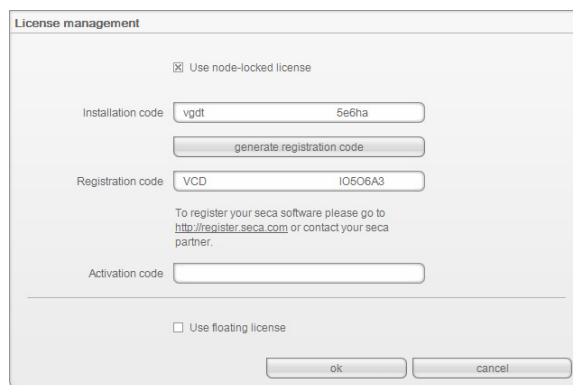 License management
Use node-locked license
Installation code vgdt 5e6ha
generate registration code
Registration code VCD IO5O6A3
To register your seca software please go to
http://register.seca.com or contact your seca
partner.
Activation code
Use floating license
ok cancel